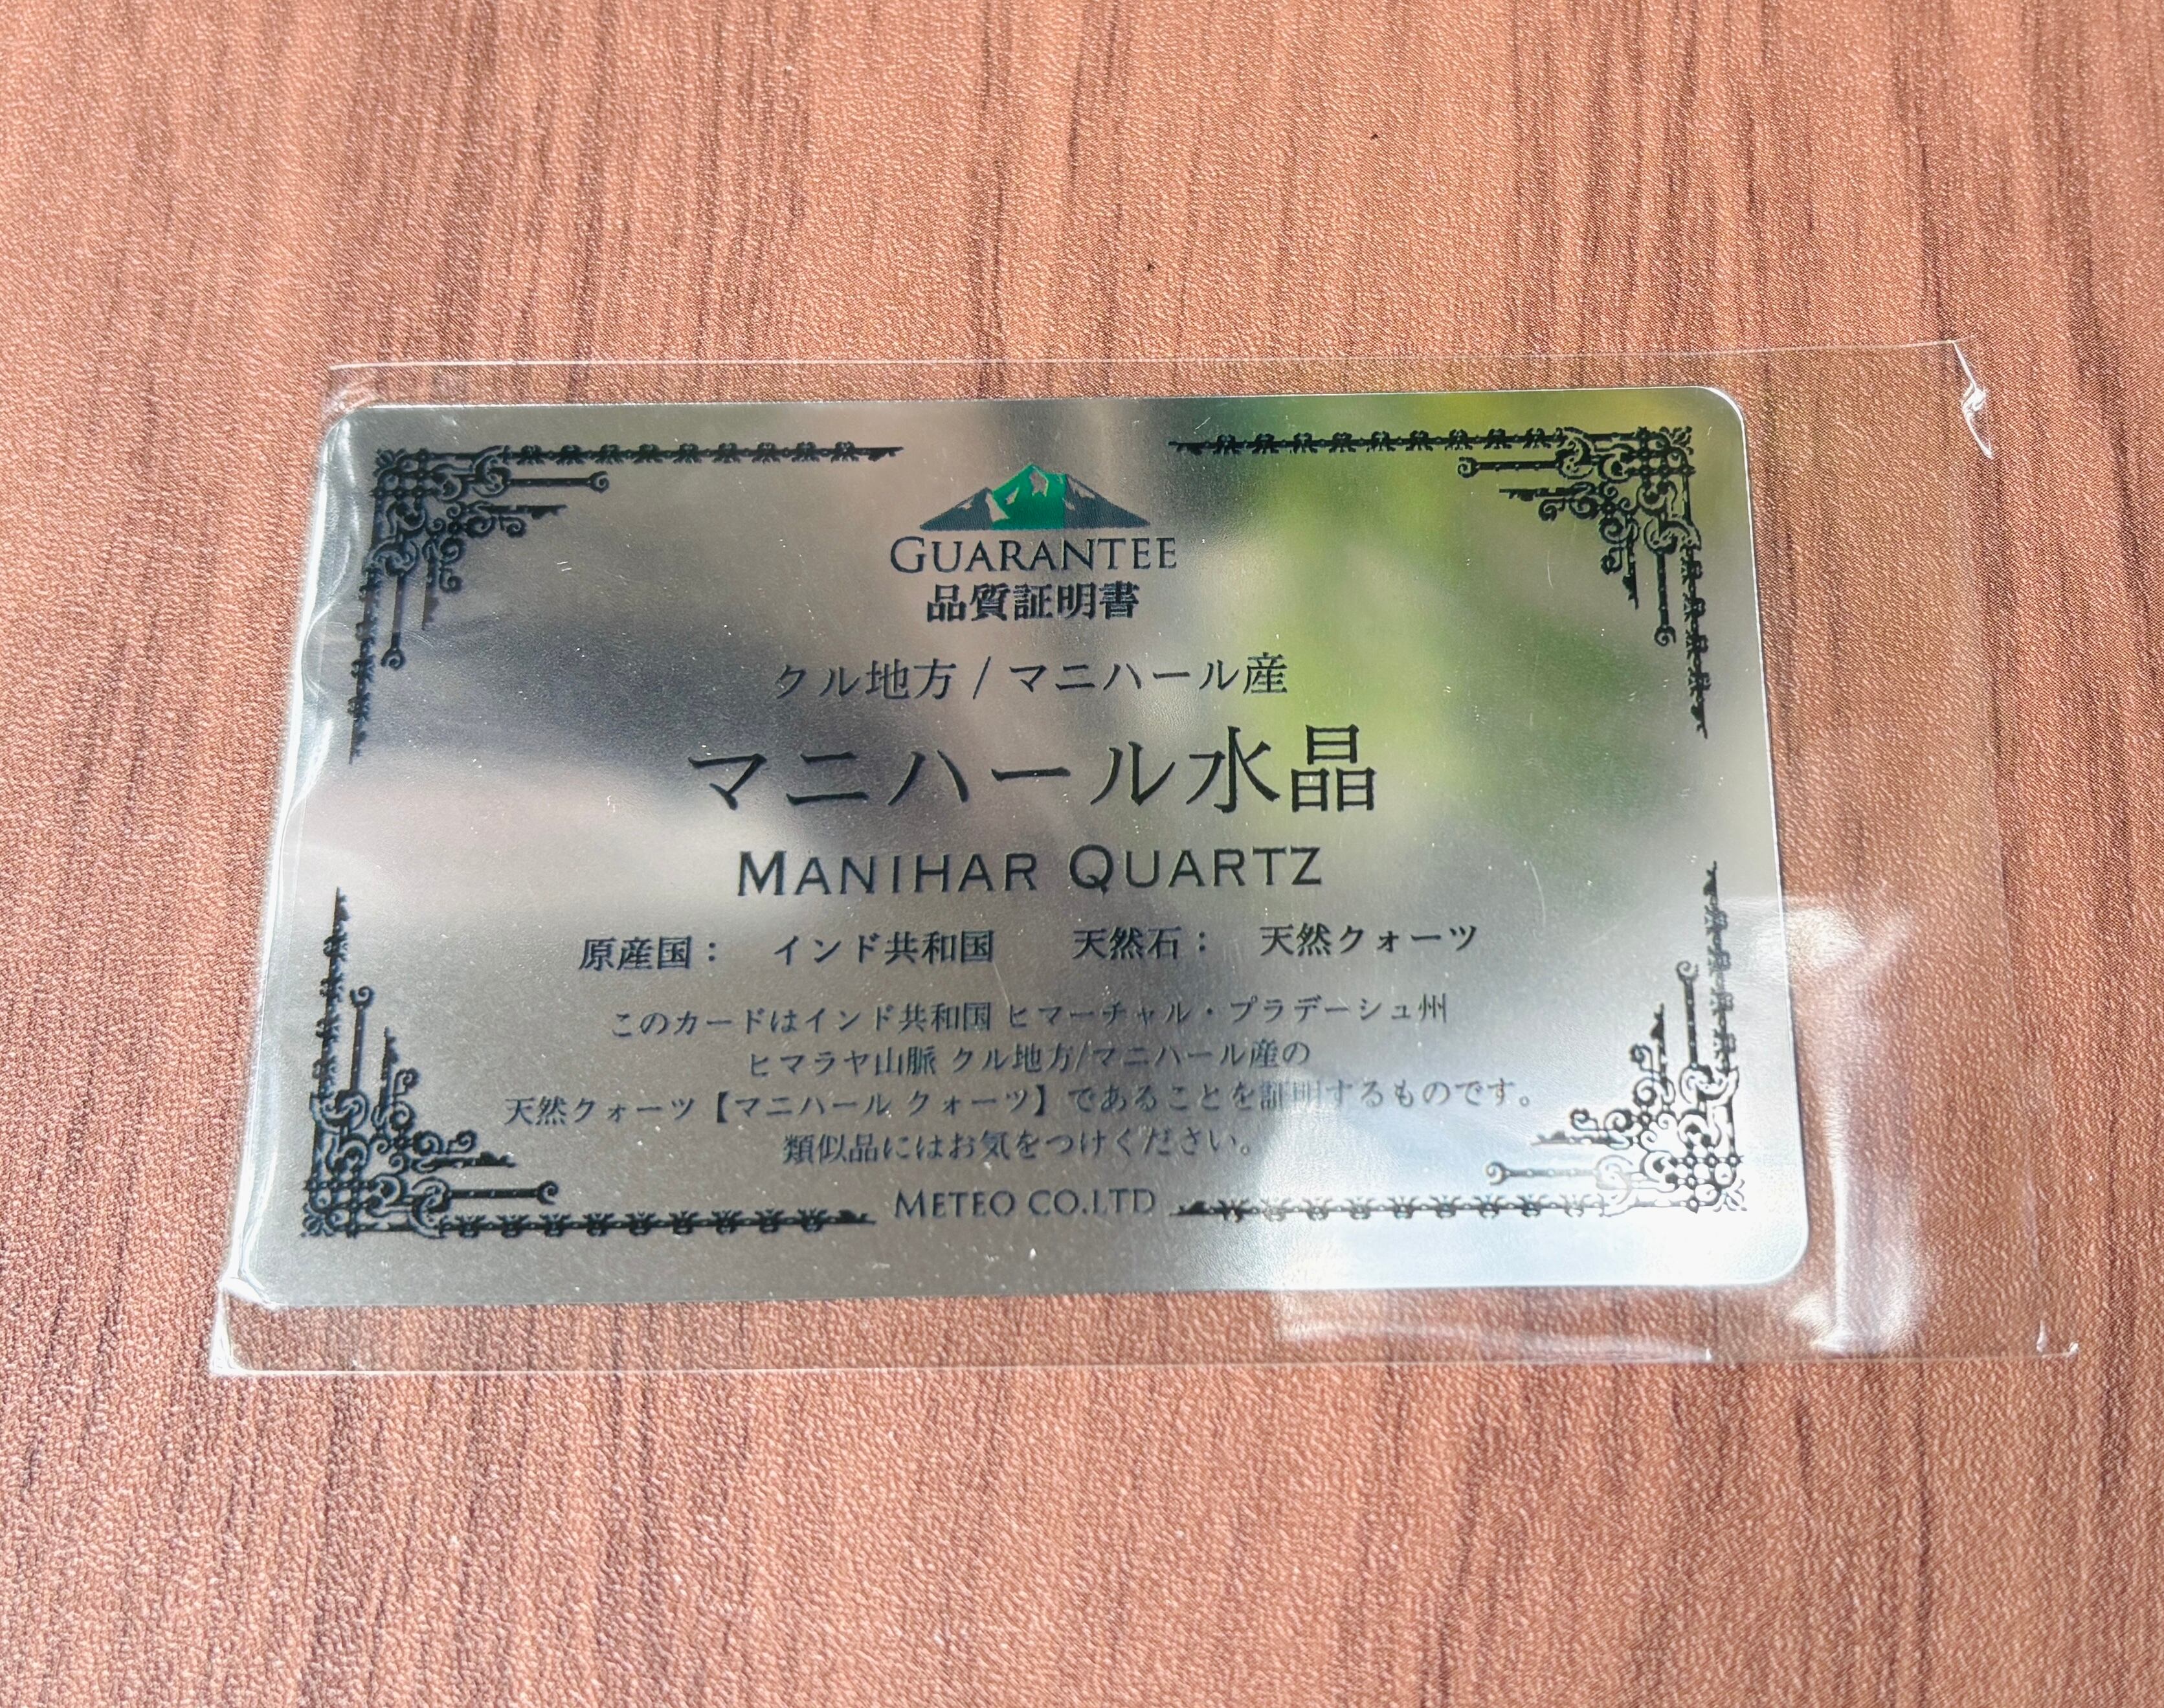 GUARANTEE
品質証明書
クル地方 / マニハール産
マニハール水晶
MANIHAR QUARTZ
原産国： インド共和国 天然石： 天然クォーツ
このカードはインド共和国 ヒマーチャル・プラデーシュ州
ヒマラヤ山脈 クル地方/マニハール産の
天然クォーツ【マニハール クォーツ】であることを証明するものです。
類似品にはお気をつけください。
METEO CO.LTD